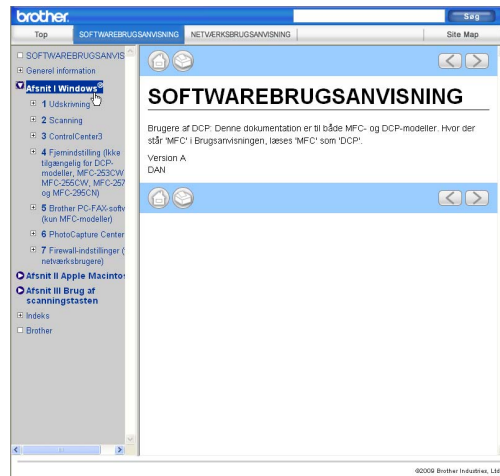 brother
Søg
Top SOFTWAREBRUGSANVISNING NETVÆRKSBRUGSANVISNING Site Map
SOFTWAREBRUGSANVIS
Generel information
Afsnit I Windows®
1 Udskrivning
2 Scanning
3 ControlCenter3
4 Fjernindstilling (Ikke
tilgængelig for DCP-
modeller, MFC-253CW
MFC-255CW, MFC-257
og MFC-295CN)
5 Brother PC-FAX-softw
(kun MFC-modeller)
6 PhotoCapture Center
7 Firewall-indstillinger (
netværksbrugere)
Afsnit II Apple Macintos
Afsnit III Brug af
scanningstasten
Indeks
Brother
SOFTWAREBRUGSANVISNING
Brugere af DCP: Denne dokumentation er til både MFC- og DCP-modeller. Hvor der
står 'MFC' i Brugsanvisningen, læses 'MFC' som 'DCP'.
Version A
DAN
©2009 Brother Industries, Ltd